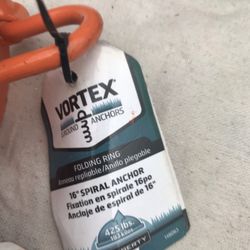 VORTEX
GROUND ANCHORS
FOLDING RING
Anneau repliable/Anillo plegable
16" SPIRAL ANCHOR
Fixation en spirale 16po
Anclaje de espiral de 16"
425 lbs